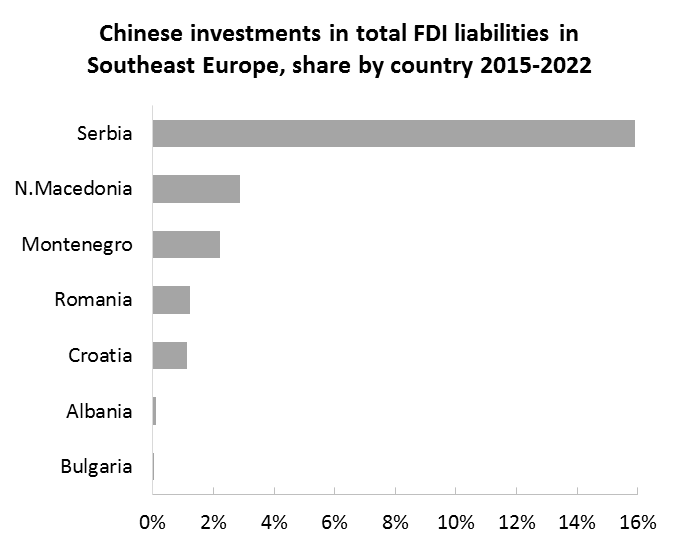 Chinese investments in total FDI liabilities in
Southeast Europe, share by country 2015-2022
Serbia
N.Macedonia
Montenegro
Romania
Croatia
Albania
Bulgaria
0% 2% 4% 6% 8% 10% 12% 14% 16%